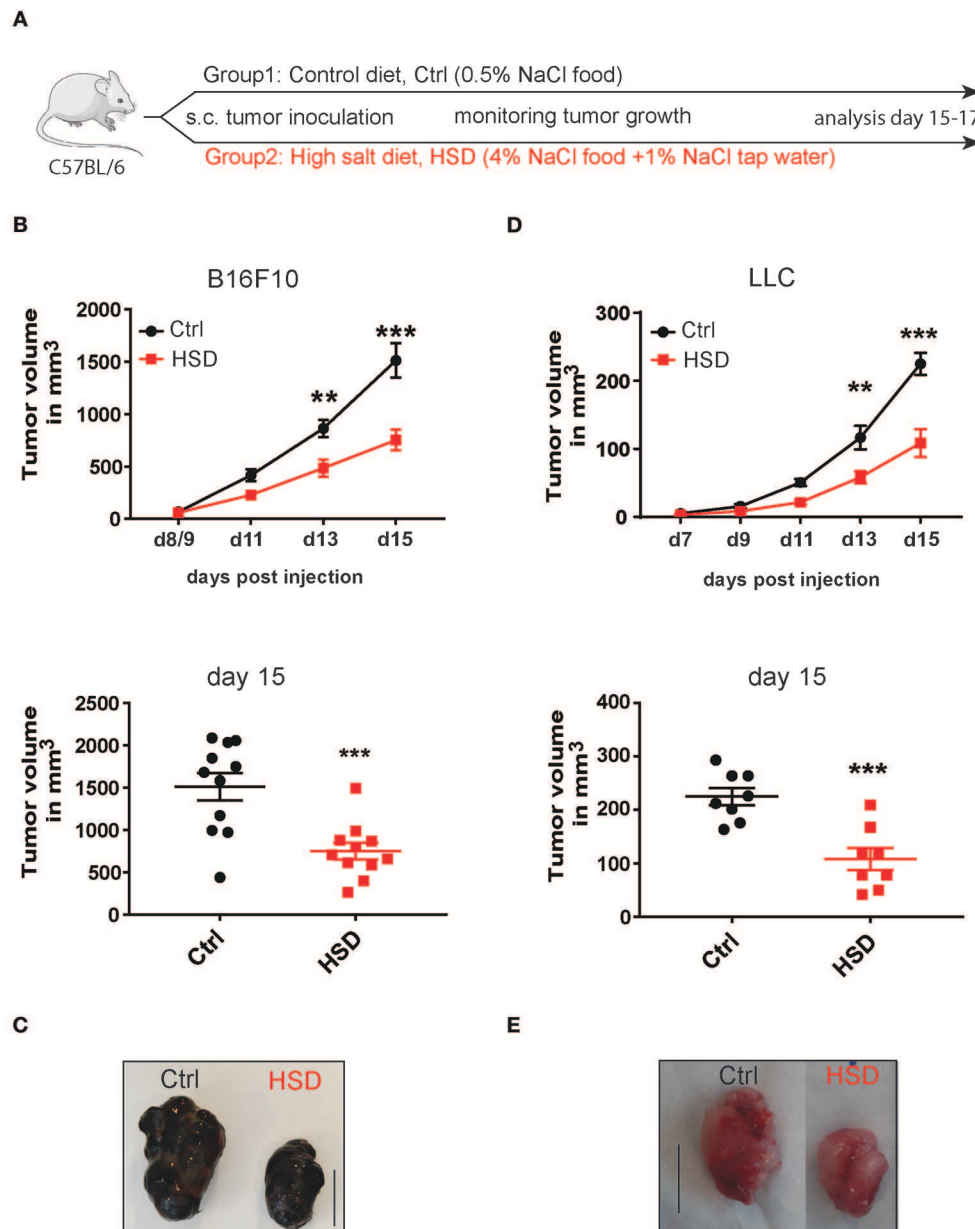 A
Group1: Control diet, Ctrl (0.5% NaCl food)
s.c. tumor inoculation monitoring tumor growth analysis day 15-17
Group2: High salt diet, HSD (4% NaCl food +1% NaCl tap water)
C57BL/6
B
B16F10
Tumor volume
in mm³
2000
1500
1000
500
0
Ctrl
HSD
**
***
d8/9 d11 d13 d15
days post injection
day 15
Tumor volume
in mm³
2500
2000
1500
1000
500
0
***
Ctrl HSD
C
Ctrl HSD
D
LLC
Tumor volume
in mm³
300
200
100
0
Ctrl
HSD
**
***
d7 d9 d11 d13 d15
days post injection
day 15
Tumor volume
in mm³
400
300
200
100
0
***
Ctrl HSD
E
Ctrl HSD